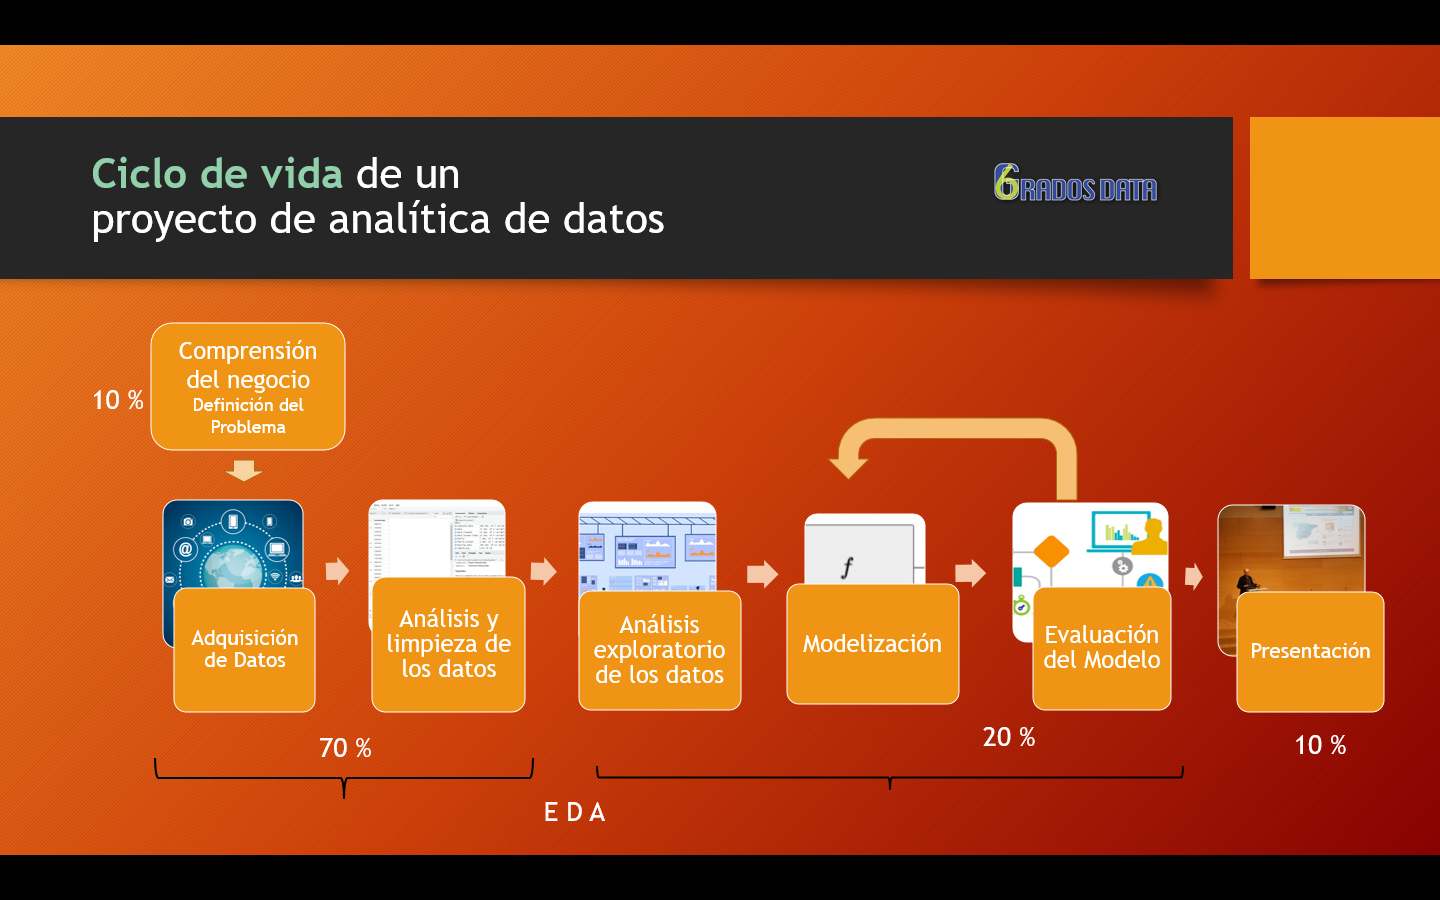 Ciclo de vida de un
proyecto de analítica de datos
6RADOS DATA
Comprensión
del negocio
Definición del
Problema
10 %
Adquisición
de Datos
Análisis y
limpieza de
los datos
Análisis
exploratorio
de los datos
f
Modelización
Evaluación
del Modelo
Presentación
70 %
20 %
10 %
E D A